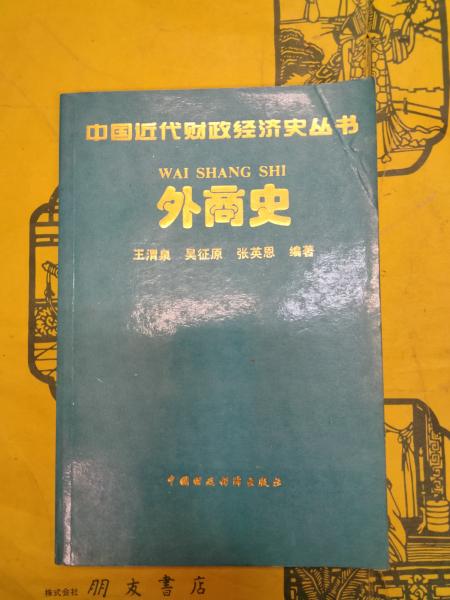 中国近代财政经济史丛书
WAI SHANG SHI
外商史
王渭泉 吴征原 张英恩 编著
中国财政经济出版社
株式会社 朋友書店